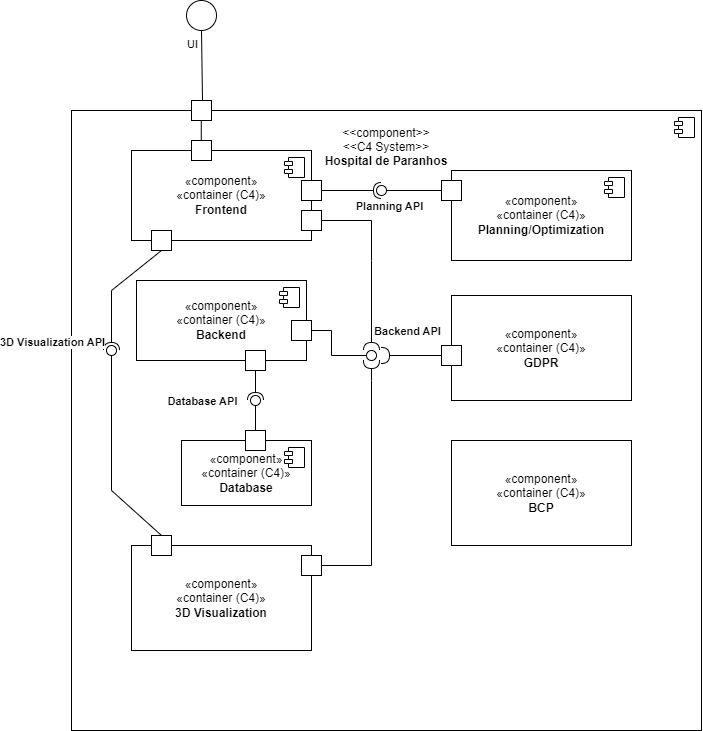 UI
<<component>>
<<C4 System>>
Hospital de Paranhos
«component»
«container (C4)»
Frontend
Planning API
«component»
«container (C4)»
Planning/Optimization
«component»
«container (C4)»
Backend
3D Visualization API
Backend API
«component»
«container (C4)»
GDPR
Database API
«component»
«container (C4)»
Database
«component»
«container (C4)»
BCP
«component»
«container (C4)»
3D Visualization